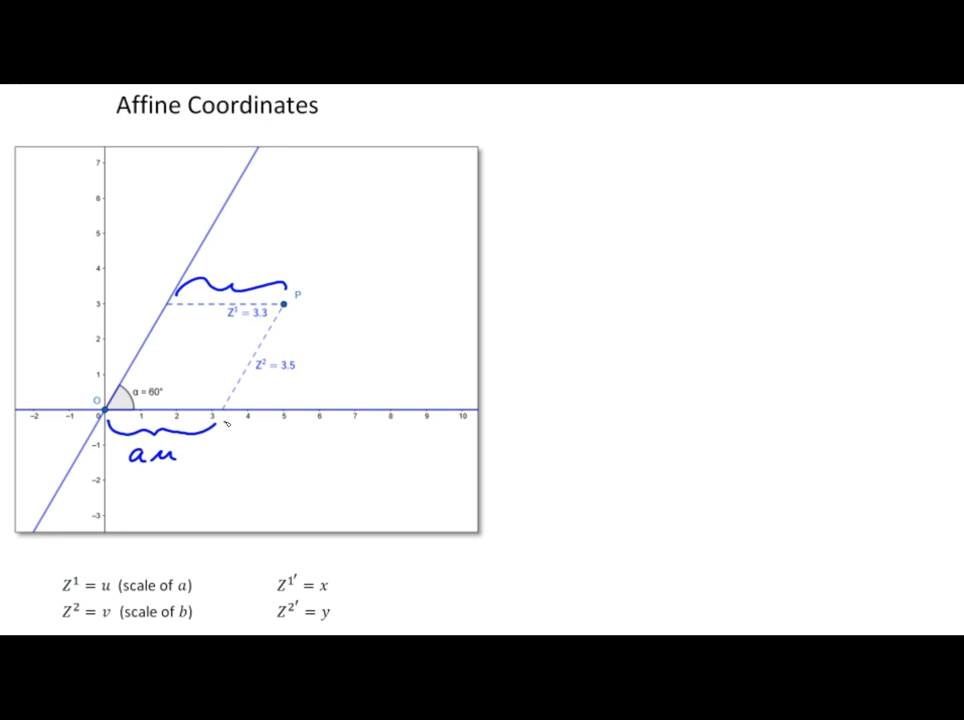 Affine Coordinates
7
6
5
4
P
3
Z¹ = 3.3
2
Z² = 3.5
1
α = 60°
O
−2 −1 0 1 2 3 4 5 6 7 8 9 10
−1
au
−2
−3
Z¹ = u (scale of a) Z¹′ = x
Z² = v (scale of b) Z²′ = y